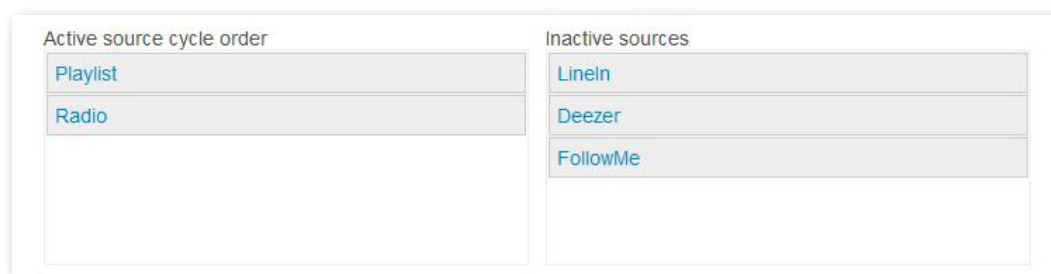 Active source cycle order
Playlist
Radio
Inactive sources
LineIn
Deezer
FollowMe